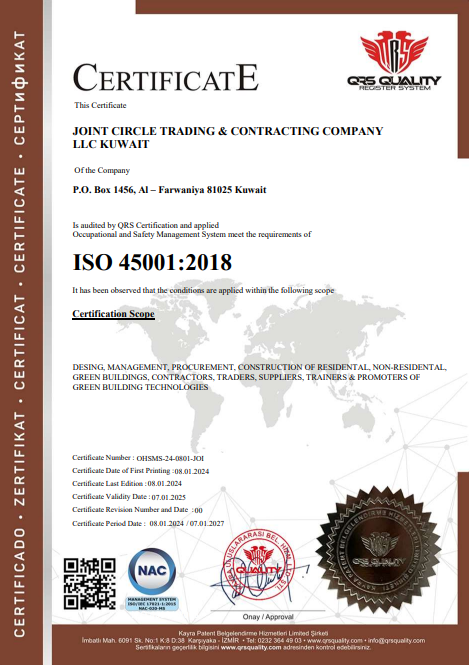 CERTIFICADO • ZERTIFIKAT • CERTIFICAT • CERTIFICATE • СЕРТИфИКАТ
QRS QUALITY
REGISTER SYSTEM
CERTIFICATE
This Certificate
JOINT CIRCLE TRADING & CONTRACTING COMPANY
LLC KUWAIT
Of the Company
P.O. Box 1456, Al – Farwaniya 81025 Kuwait
Is audited by QRS Certification and applied
Occupational and Safety Management System meet the requirements of
ISO 45001:2018
It has been observed that the conditions are applied within the following scope
Certification Scope
DESING, MANAGEMENT, PROCUREMENT, CONSTRUCTION OF RESIDENTAL, NON-RESIDENTAL,
GREEN BUILDINGS, CONTRACTORS, TRADERS, SUPPLIERS, TRAINERS & PROMOTERS OF
GREEN BUILDING TECHNOLOGIES
Certificate Number : OHSMS-24-0801-JOI
Certificate Date of First Printing :08.01.2024
Certificate Last Edition :08.01.2024
Certificate Validity Date :07.01.2025
Certificate Revision Number and Date :00
Certificate Period Date : 08.01.2024 / 07.01.2027
NAC
MANAGEMENT SYSTEM
ISO/IEC 17021-1:2015
NAC-020-MS
QUALITY
QRS QUALITY
Onay / Approval
Kayra Patent Belgelendirme Hizmetleri Limited Şirketi
İmbatlı Mah. 6091 Sk. No:1 K:8 D:38 Karşıyaka - İZMİR • Tel: 0232 364 49 03 • www.qrsquality.com • info@qrsquality.com
Sertifikaların geçerlilik bilgisini www.qrsquality.com adresinden kontrol edebilirsiniz.